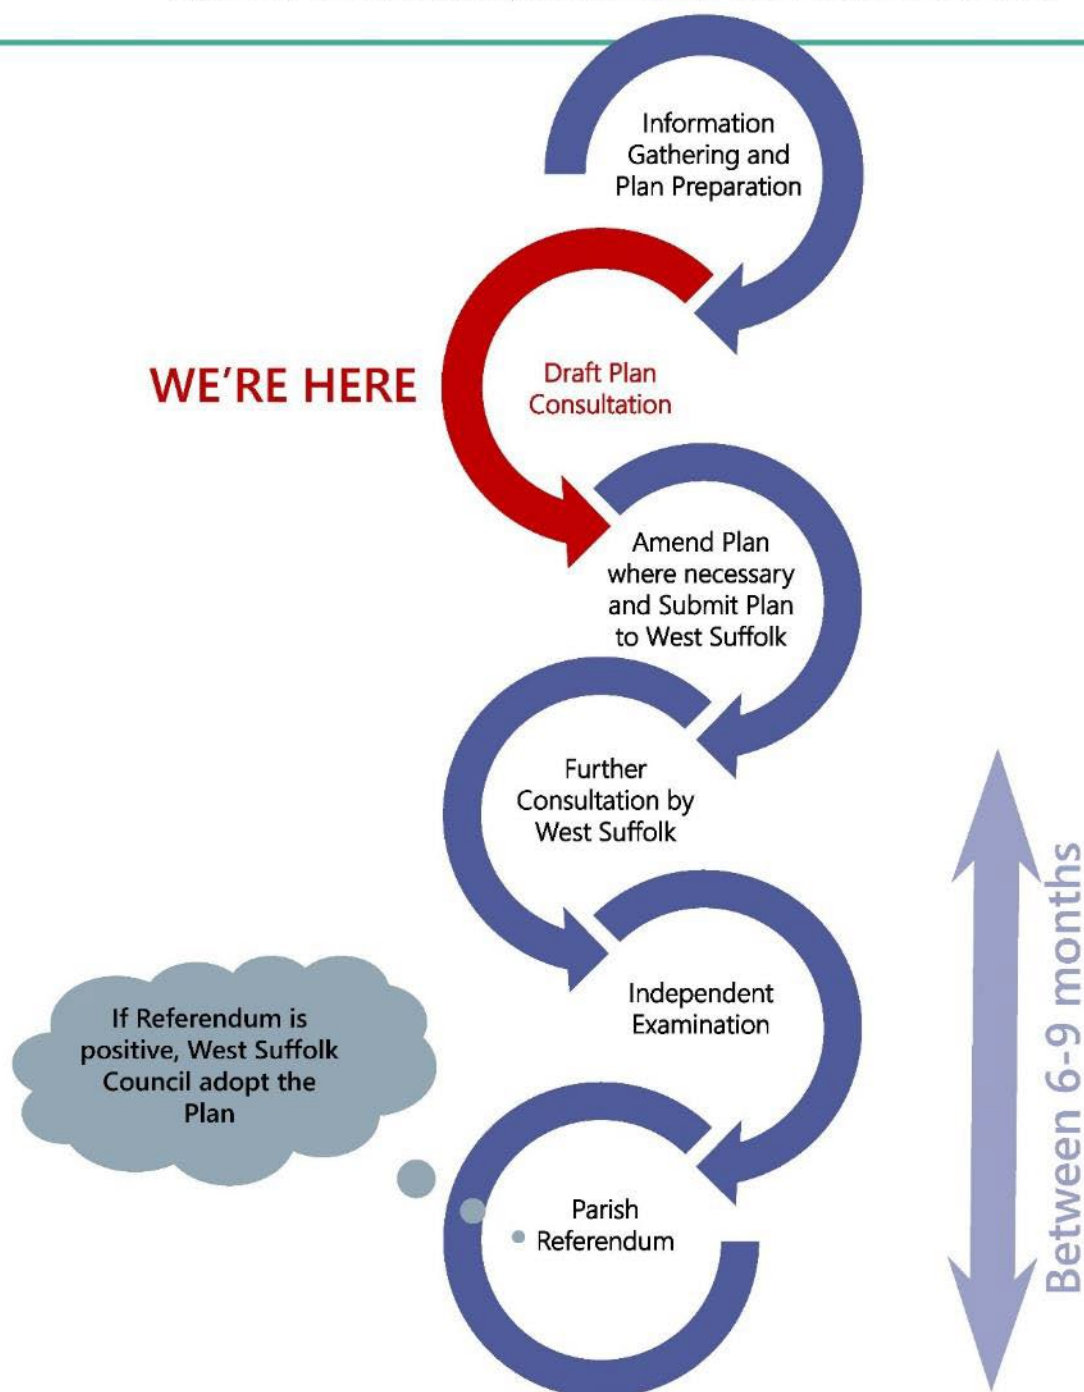 Information
Gathering and
Plan Preparation
WE'RE HERE
Draft Plan
Consultation
Amend Plan
where necessary
and Submit Plan
to West Suffolk
Further
Consultation by
West Suffolk
Between 6-9 months
Independent
Examination
If Referendum is
positive, West Suffolk
Council adopt the
Plan
Parish
Referendum